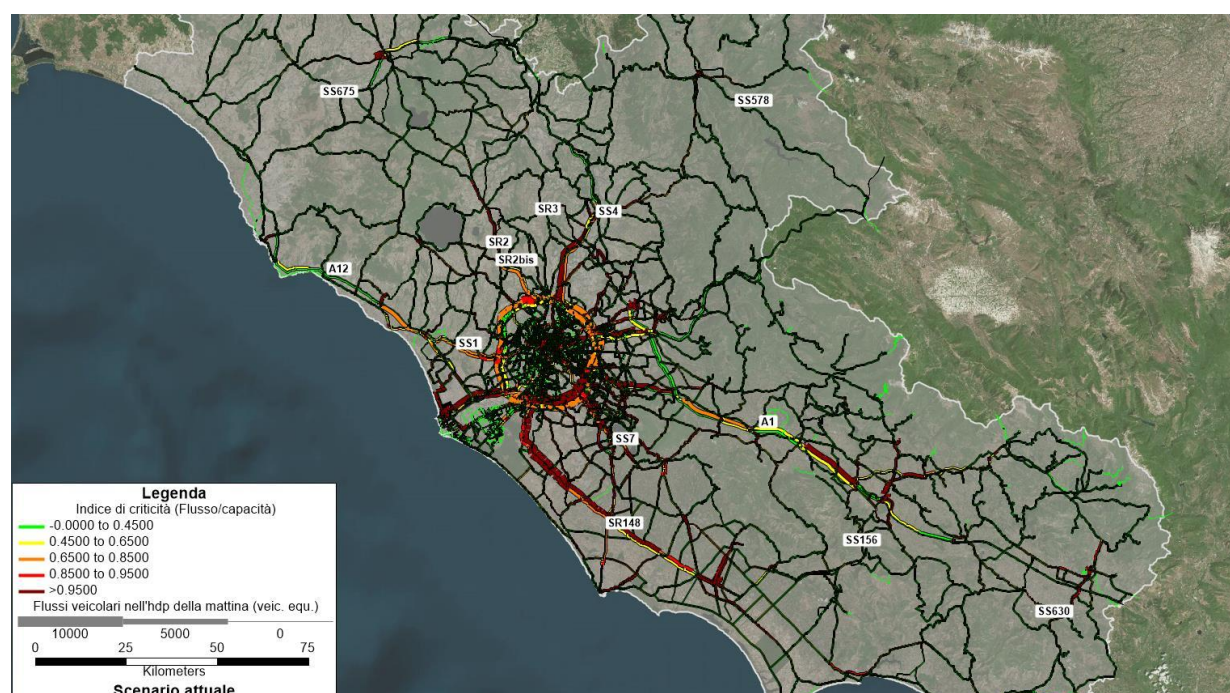 SS675
SS578
SR3
SS4
SR2
SR2bis
A12
SS1
A1
SS7
SR148
SS156
SS630
Legenda
Indice di criticità (Flusso/capacità)
-0.0000 to 0.4500
0.4500 to 0.6500
0.6500 to 0.8500
0.8500 to 0.9500
>0.9500
Flussi veicolari nell'hdp della mattina (veic. equ.)
10000 5000 0
0 25 50 75
Kilometers
Scenario attuale